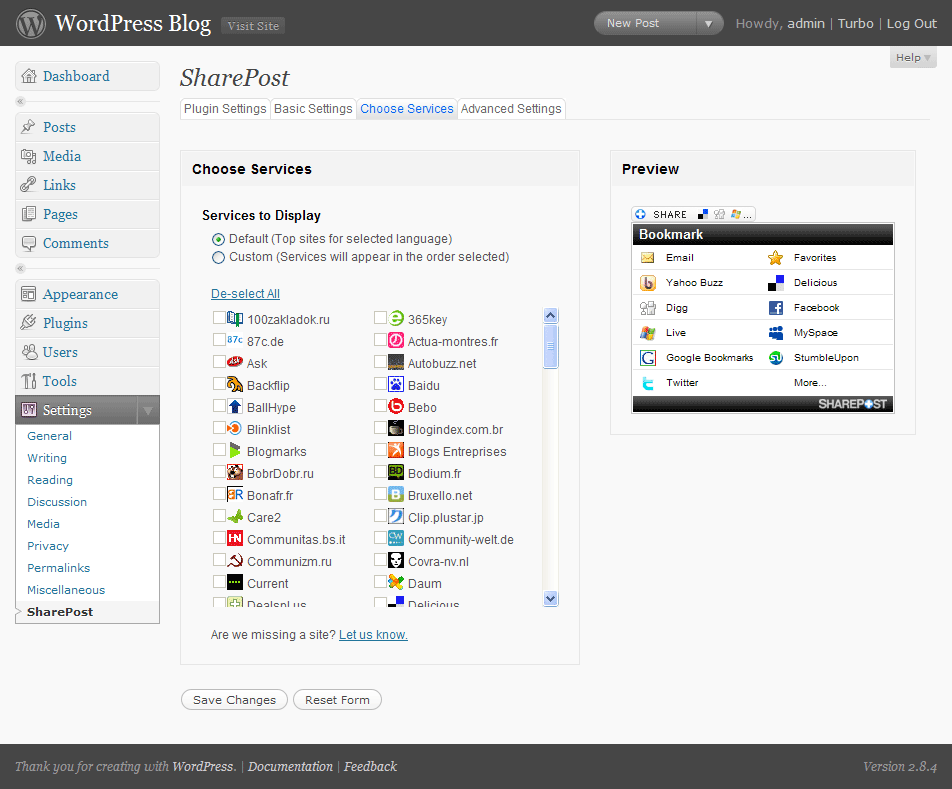 WordPress Blog Visit Site
New Post
Howdy, admin | Turbo | Log Out
Help
Dashboard
Posts
Media
Links
Pages
Comments
Appearance
Plugins
Users
Tools
Settings
General
Writing
Reading
Discussion
Media
Privacy
Permalinks
Miscellaneous
SharePost
SharePost
Plugin Settings Basic Settings Choose Services Advanced Settings
Choose Services
Services to Display
Default (Top sites for selected language)
Custom (Services will appear in the order selected)
De-select All
100zakladok.ru 365key
87c 87c.de Actua-montres.fr
Ask Ask Autobuzz.net
Backflip Baidu
BallHype Bebo
Blinklist Blogindex.com.br
Blogmarks Blogs Entreprises
BobrDobr.ru BD Bodium.fr
BR Bonafr.fr B Bruxello.net
Care2 Clip.plustar.jp
HN Communitas.bs.it CW Community-welt.de
Communizm.ru Covra-nv.nl
Current Daum
Dealsplus Delicious
Are we missing a site? Let us know.
Save Changes Reset Form
Preview
SHARE ...
Bookmark
Email Favorites
Yahoo Buzz Delicious
Digg Facebook
Live MySpace
Google Bookmarks StumbleUpon
Twitter More...
SHAREPOST
Thank you for creating with WordPress. | Documentation | Feedback
Version 2.8.4